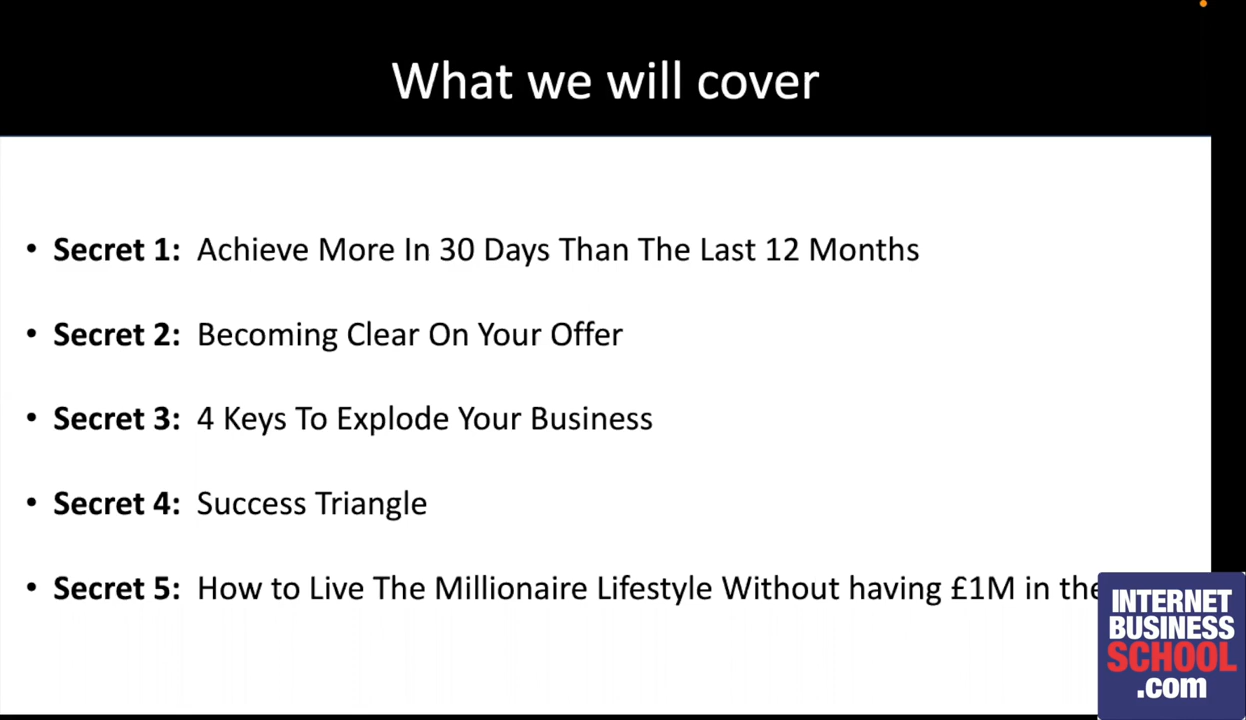 What we will cover
• Secret 1: Achieve More In 30 Days Than The Last 12 Months
• Secret 2: Becoming Clear On Your Offer
• Secret 3: 4 Keys To Explode Your Business
• Secret 4: Success Triangle
• Secret 5: How to Live The Millionaire Lifestyle Without having £1M in the
INTERNET
BUSINESS
SCHOOL
.com